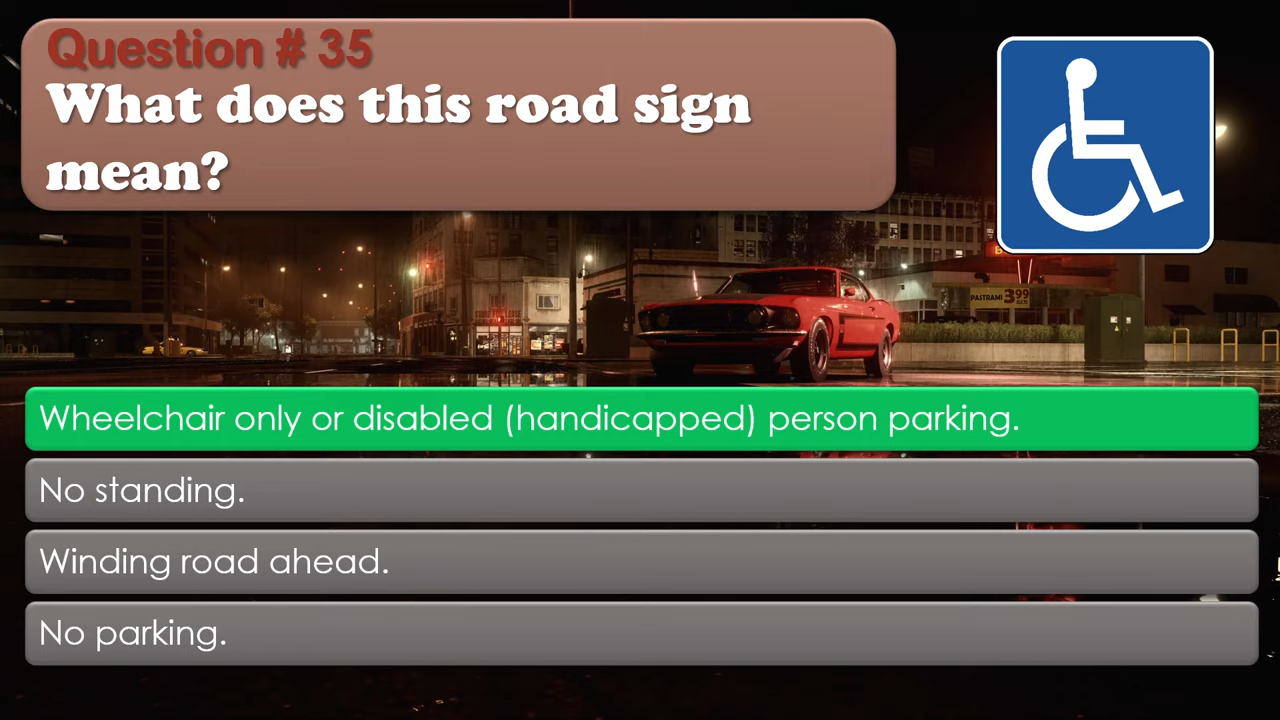 Question # 35
What does this road sign
mean?
PASTRAMI 3.99
Wheelchair only or disabled (handicapped) person parking.
No standing.
Winding road ahead.
No parking.